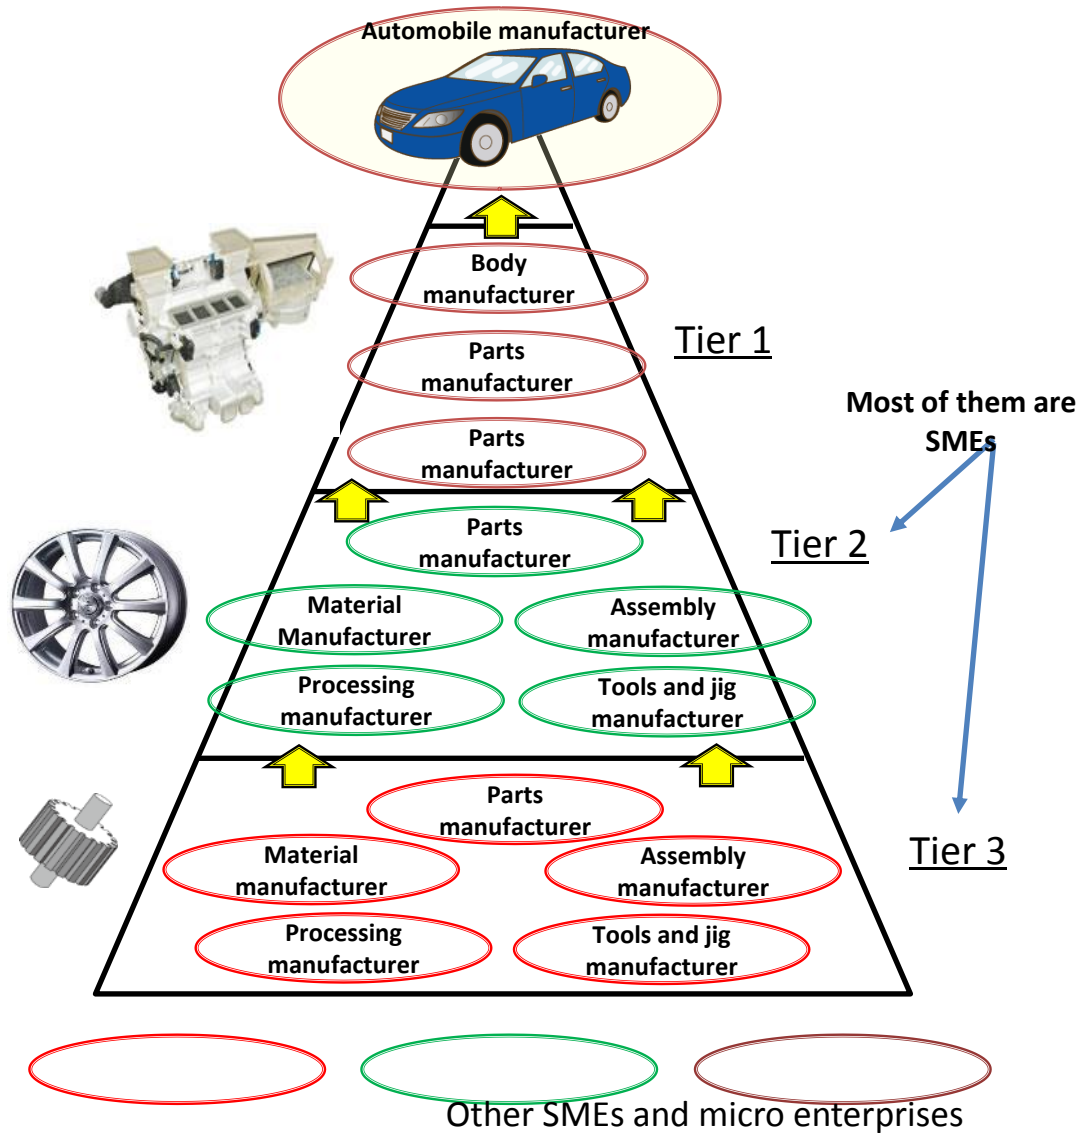 Automobile manufacturer
Body
manufacturer
Tier 1
Parts
manufacturer
Most of them are
SMEs
Parts
manufacturer
Parts
manufacturer
Tier 2
Material
Manufacturer
Assembly
manufacturer
Processing
manufacturer
Tools and jig
manufacturer
Parts
manufacturer
Tier 3
Material
manufacturer
Assembly
manufacturer
Processing
manufacturer
Tools and jig
manufacturer
Other SMEs and micro enterprises